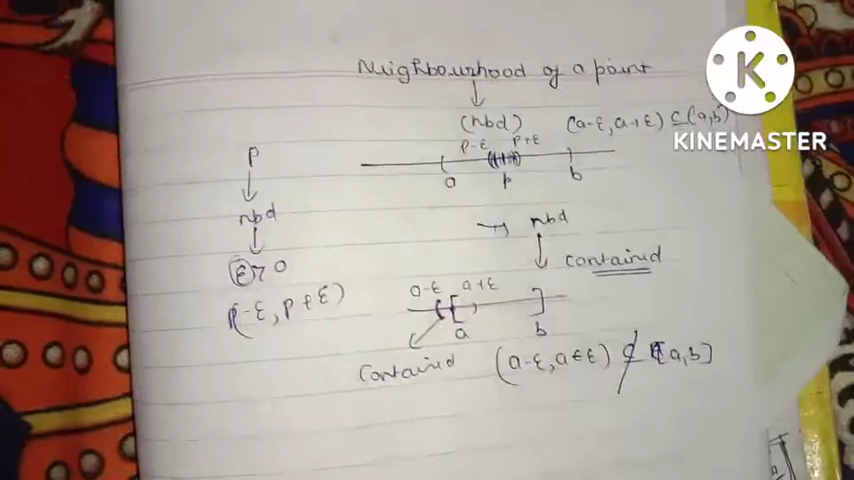 Neighbourhood of a point
(nbd)
(a-ε, a+ε) ⊆ (a,b)
p-ε p+ε
a p b
p
nbd
ε>0
(p-ε, p+ε)
→ nbd
contained
a-ε a+ε
a b
Contained (a-ε, a+ε) ⊄ [a,b]
K
KINEMASTER